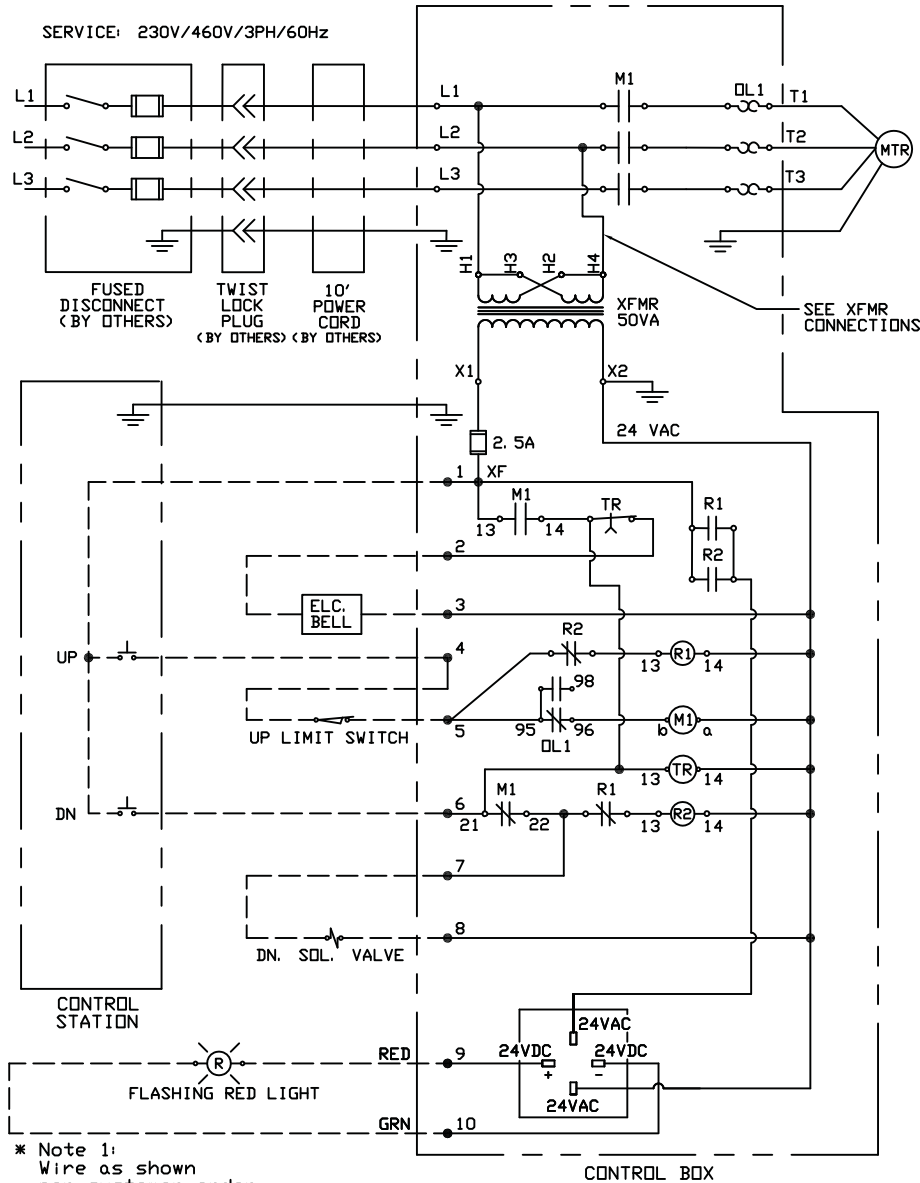 SERVICE: 230V/460V/3PH/60Hz
L1
L2
L3
L1
L2
L3
M1
OL1
T1
T2
T3
MTR
FUSED
DISCONNECT
(BY OTHERS)
TWIST
LOCK
PLUG
(BY OTHERS)
10'
POWER
CORD
(BY OTHERS)
H1
H3
H2
H4
XFMR
50VA
SEE XFMR
CONNECTIONS
X1
X2
2.5A
24 VAC
1
XF
M1
13
14
TR
R1
R2
2
ELC.
BELL
3
UP
4
R2
13
R1
14
98
UP LIMIT SWITCH
5
95
96
OL1
b
M1
a
13
TR
14
DN
6
21
M1
22
R1
13
R2
14
7
8
DN. SOL. VALVE
CONTROL
STATION
24VAC
24VDC
24VDC
+
-
24VAC
R
RED
9
FLASHING RED LIGHT
GRN
10
* Note 1:
Wire as shown
CONTROL BOX